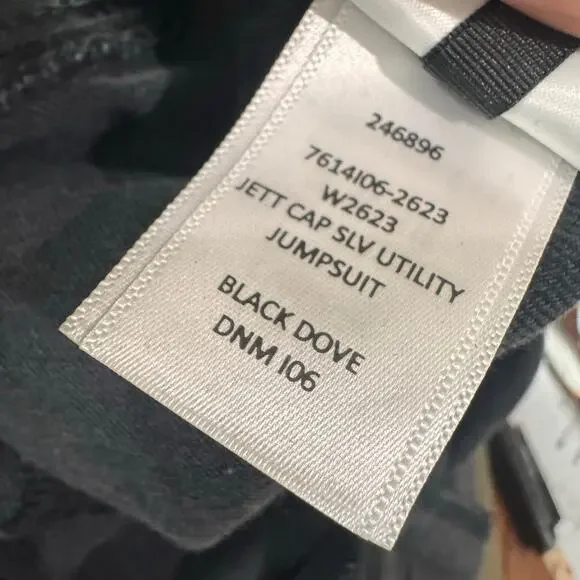 246896
7614I06-2623
W2623
JETT CAP SLV UTILITY
JUMPSUIT
BLACK DOVE
DNM I06